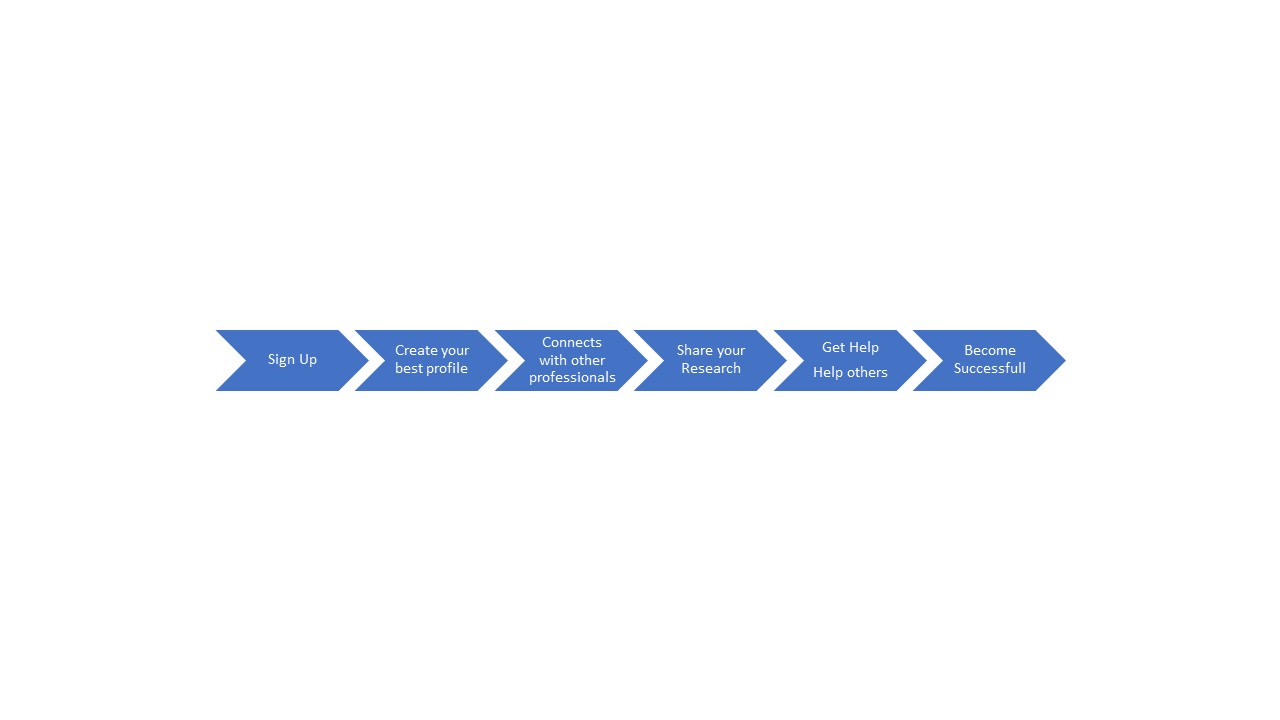 Sign Up
Create your
best profile
Connects
with other
professionals
Share your
Research
Get Help
Help others
Become
Successfull